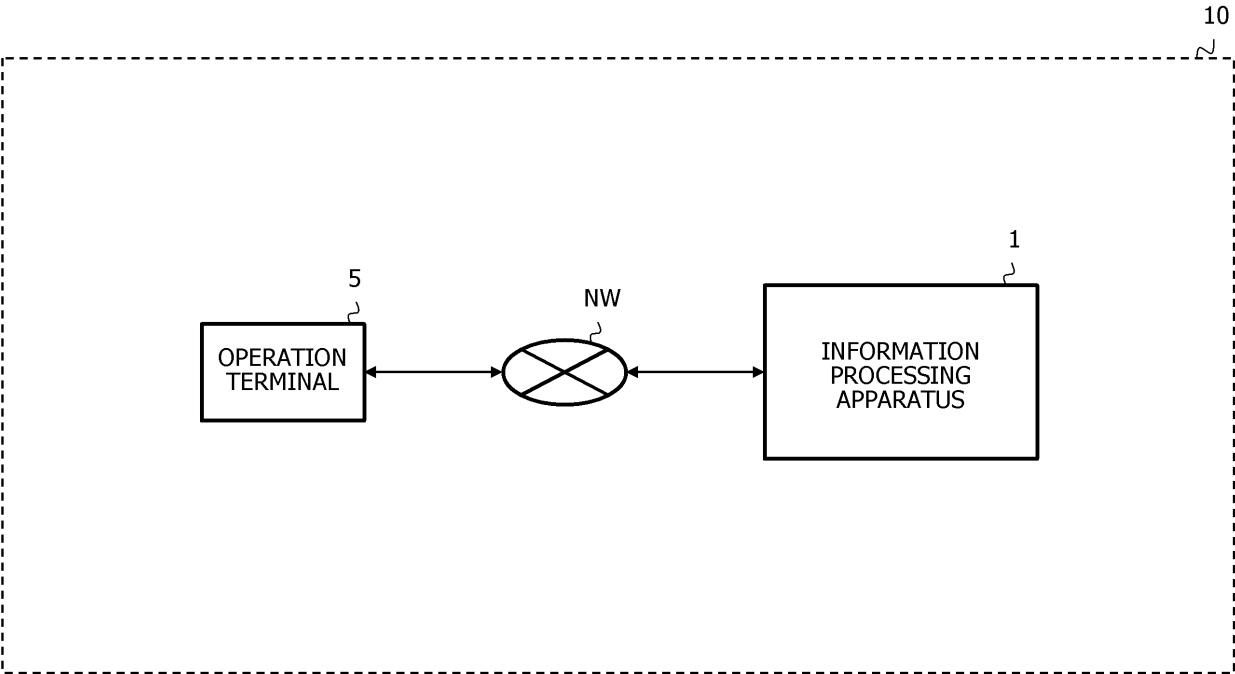 10
1
5
NW
OPERATION
TERMINAL
INFORMATION
PROCESSING
APPARATUS